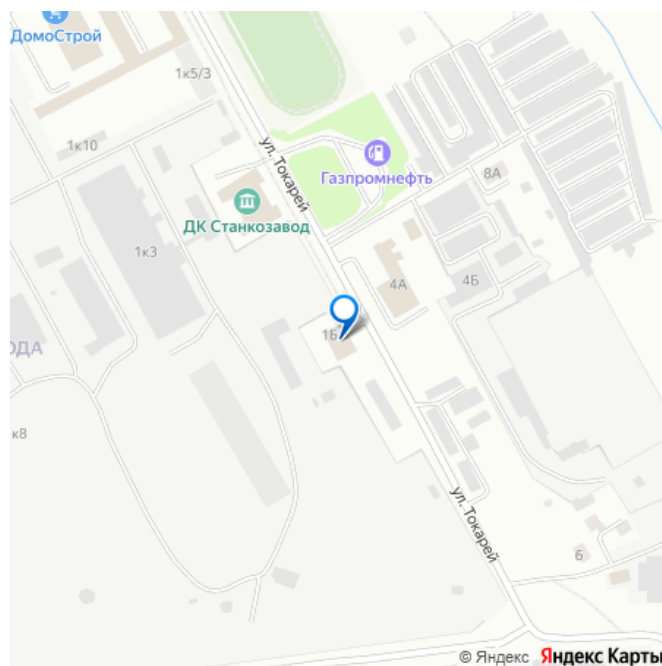 ДомоСтрой
1к5/3
ул. Токарей
1к10
Газпромнефть
8А
ДК Станкозавод
1к3
4А
4Б
1Б
ОДА
к8
ул. Токарей
6
© Яндекс Яндекс Карты